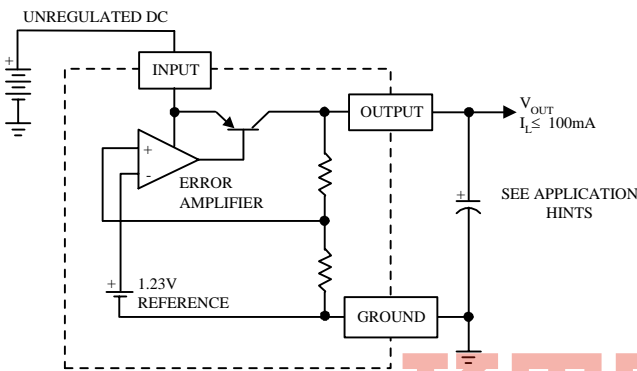 UNREGULATED DC
+
INPUT
OUTPUT
V_OUT
I_L ≤ 100mA
+
-
ERROR
AMPLIFIER
+
SEE APPLICATION
HINTS
+
1.23V
REFERENCE
GROUND